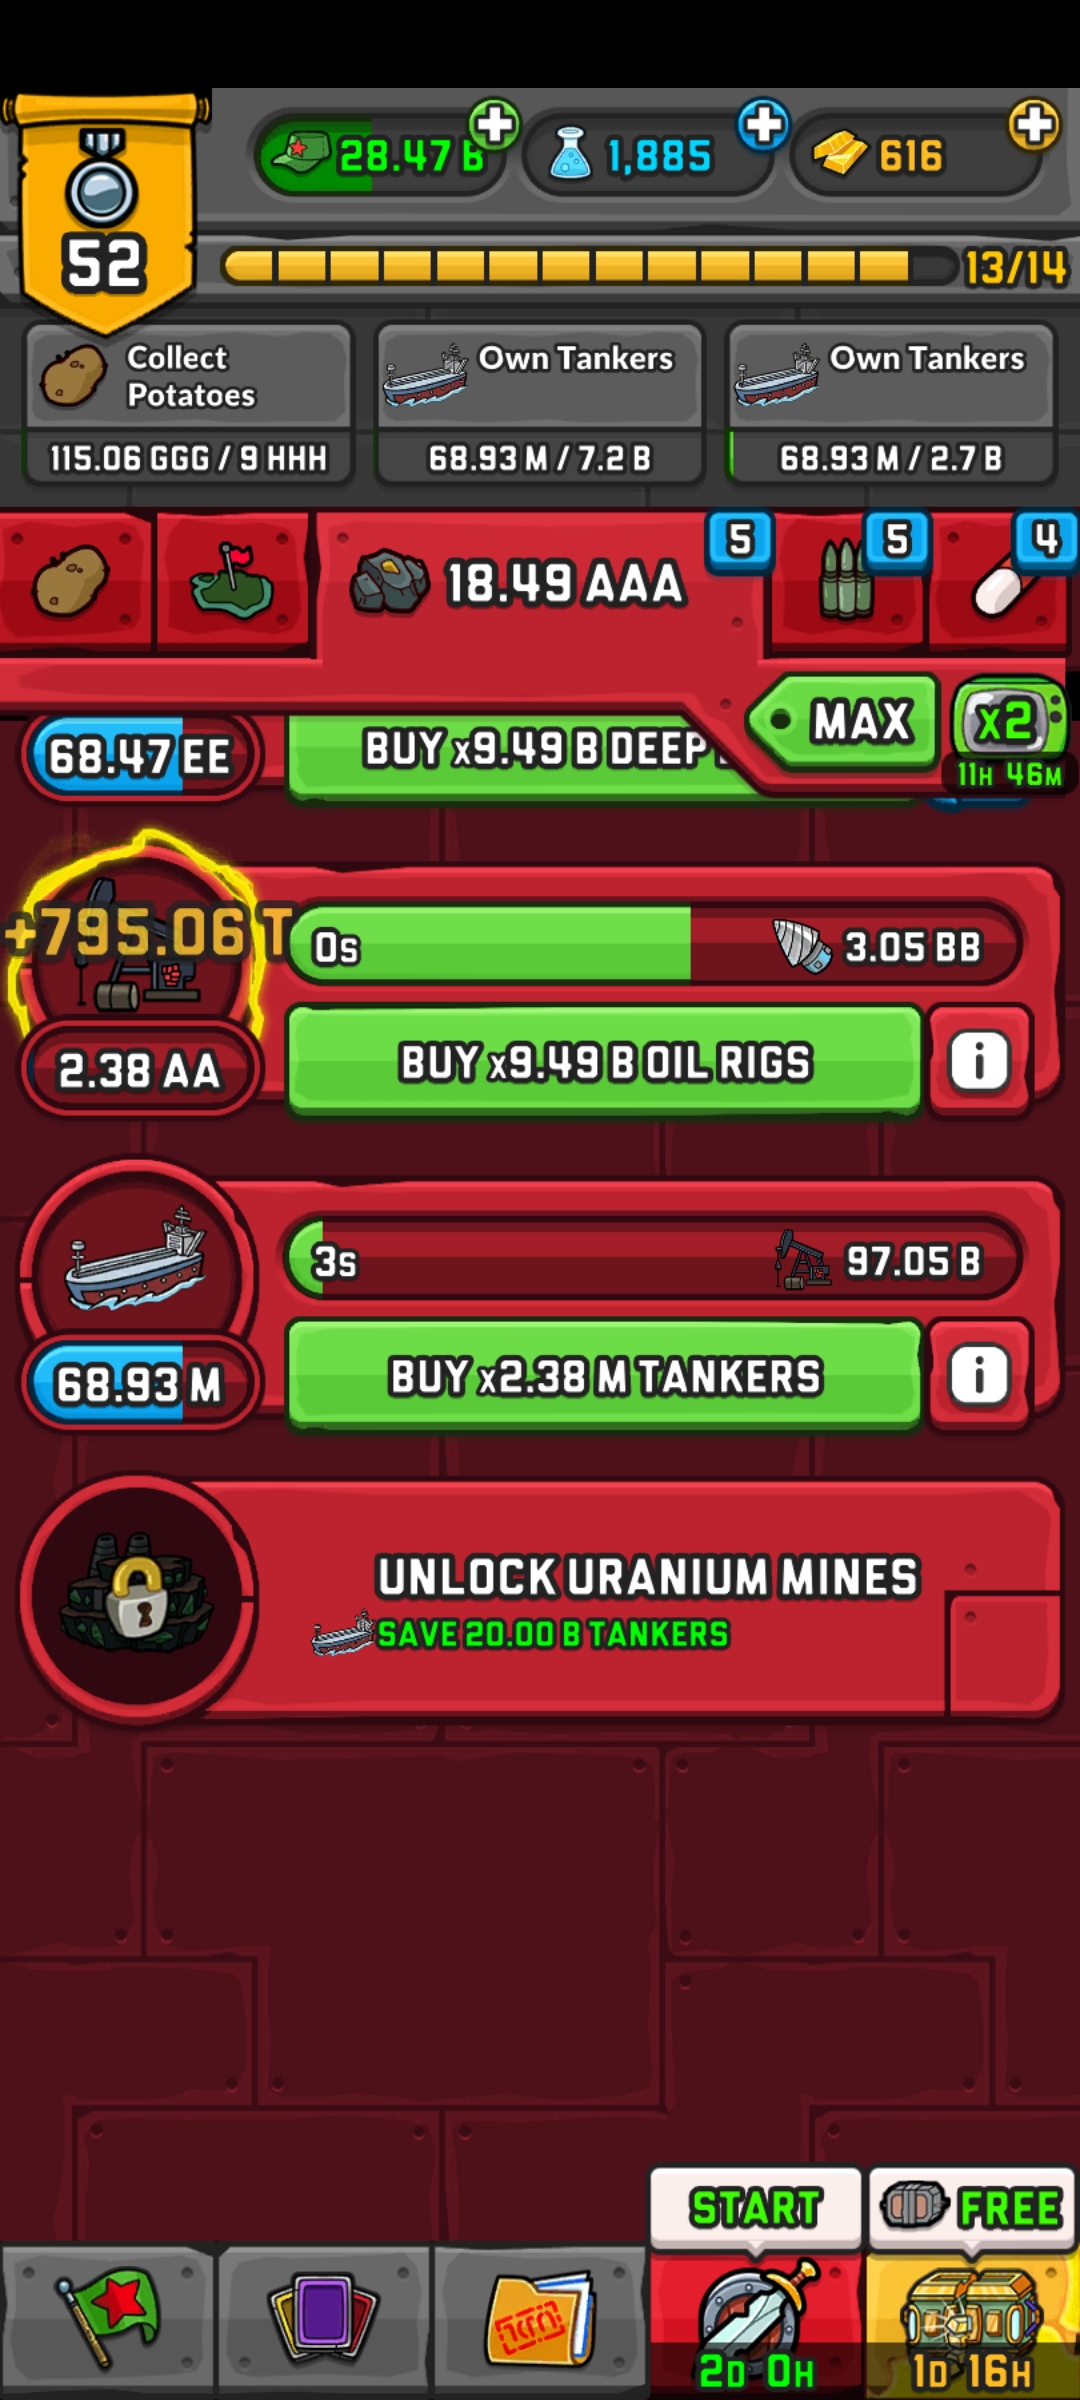 28.47 B
1,885
616
52
13/14
Collect
Potatoes
115.06 GGG / 9 HHH
Own Tankers
68.93 M / 7.2 B
Own Tankers
68.93 M / 2.7 B
18.49 AAA
5
5
4
MAX
x2
11H 46M
68.47 EE
BUY x9.49 B DEEP
+795.06 T
0s
3.05 BB
2.38 AA
BUY x9.49 B OIL RIGS
i
3s
97.05 B
68.93 M
BUY x2.38 M TANKERS
i
UNLOCK URANIUM MINES
SAVE 20.00 B TANKERS
START
FREE
2D 0H
1D 16H